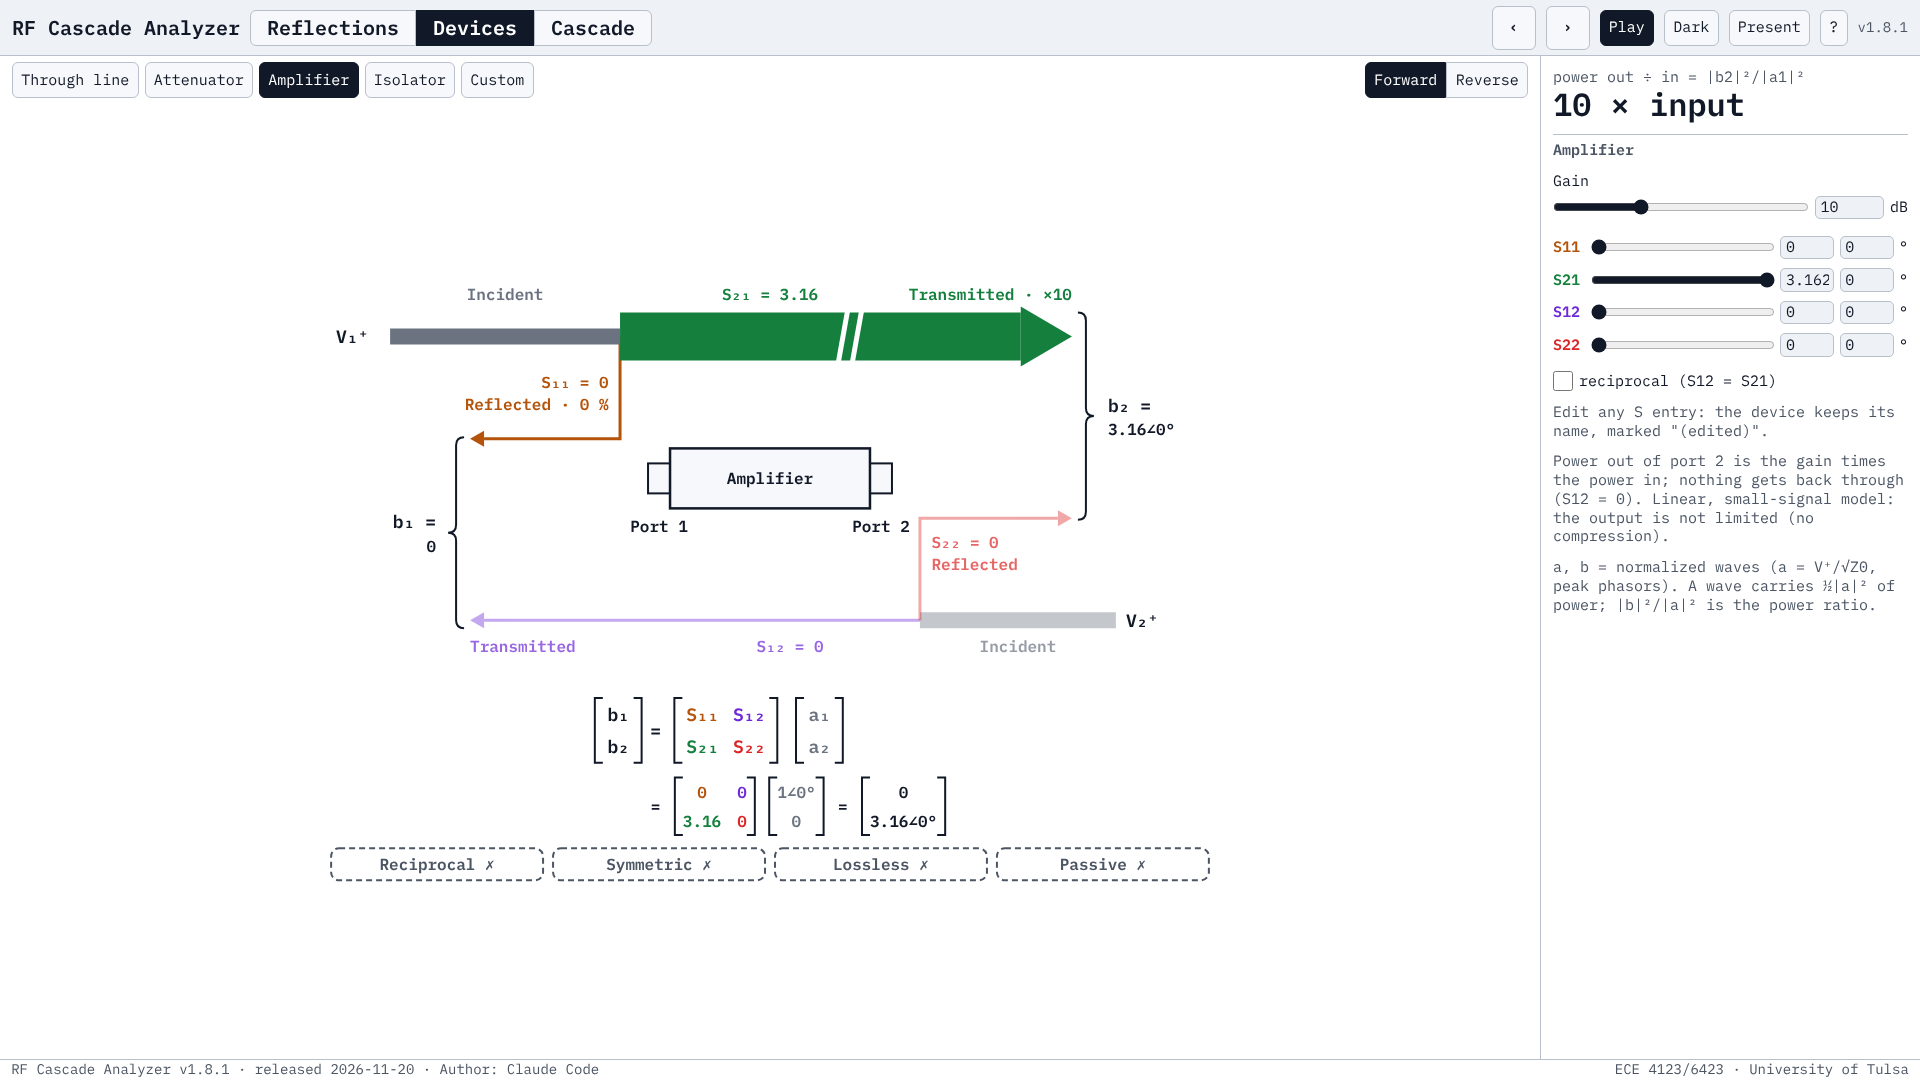 RF Cascade Analyzer Reflections Devices Cascade ‹ › Play Dark Present ? v1.8.1
Through line Attenuator Amplifier Isolator Custom Forward Reverse
power out ÷ in = |b2|²/|a1|²
10 × input
Amplifier
Gain
10 dB
S11 0 0 °
S21 3.162 0 °
S12 0 0 °
S22 0 0 °
reciprocal (S12 = S21)
Edit any S entry: the device keeps its
name, marked "(edited)".
Power out of port 2 is the gain times
the power in; nothing gets back through
(S12 = 0). Linear, small-signal model:
the output is not limited (no
compression).
a, b = normalized waves (a = V⁺/√Z0,
peak phasors). A wave carries ½|a|² of
power; |b|²/|a|² is the power ratio.
Incident S₂₁ = 3.16 Transmitted · ×10
V₁⁺
S₁₁ = 0
Reflected · 0 %
b₂ =
3.16∠0°
Amplifier
b₁ =
0
Port 1 Port 2
S₂₂ = 0
Reflected
V₂⁺
Transmitted S₁₂ = 0 Incident
b₁ S₁₁ S₁₂ a₁
=
b₂ S₂₁ S₂₂ a₂
0 0 1∠0° 0
= =
3.16 0 0 3.16∠0°
Reciprocal ✗ Symmetric ✗ Lossless ✗ Passive ✗
RF Cascade Analyzer v1.8.1 · released 2026-11-20 · Author: Claude Code ECE 4123/6423 · University of Tulsa